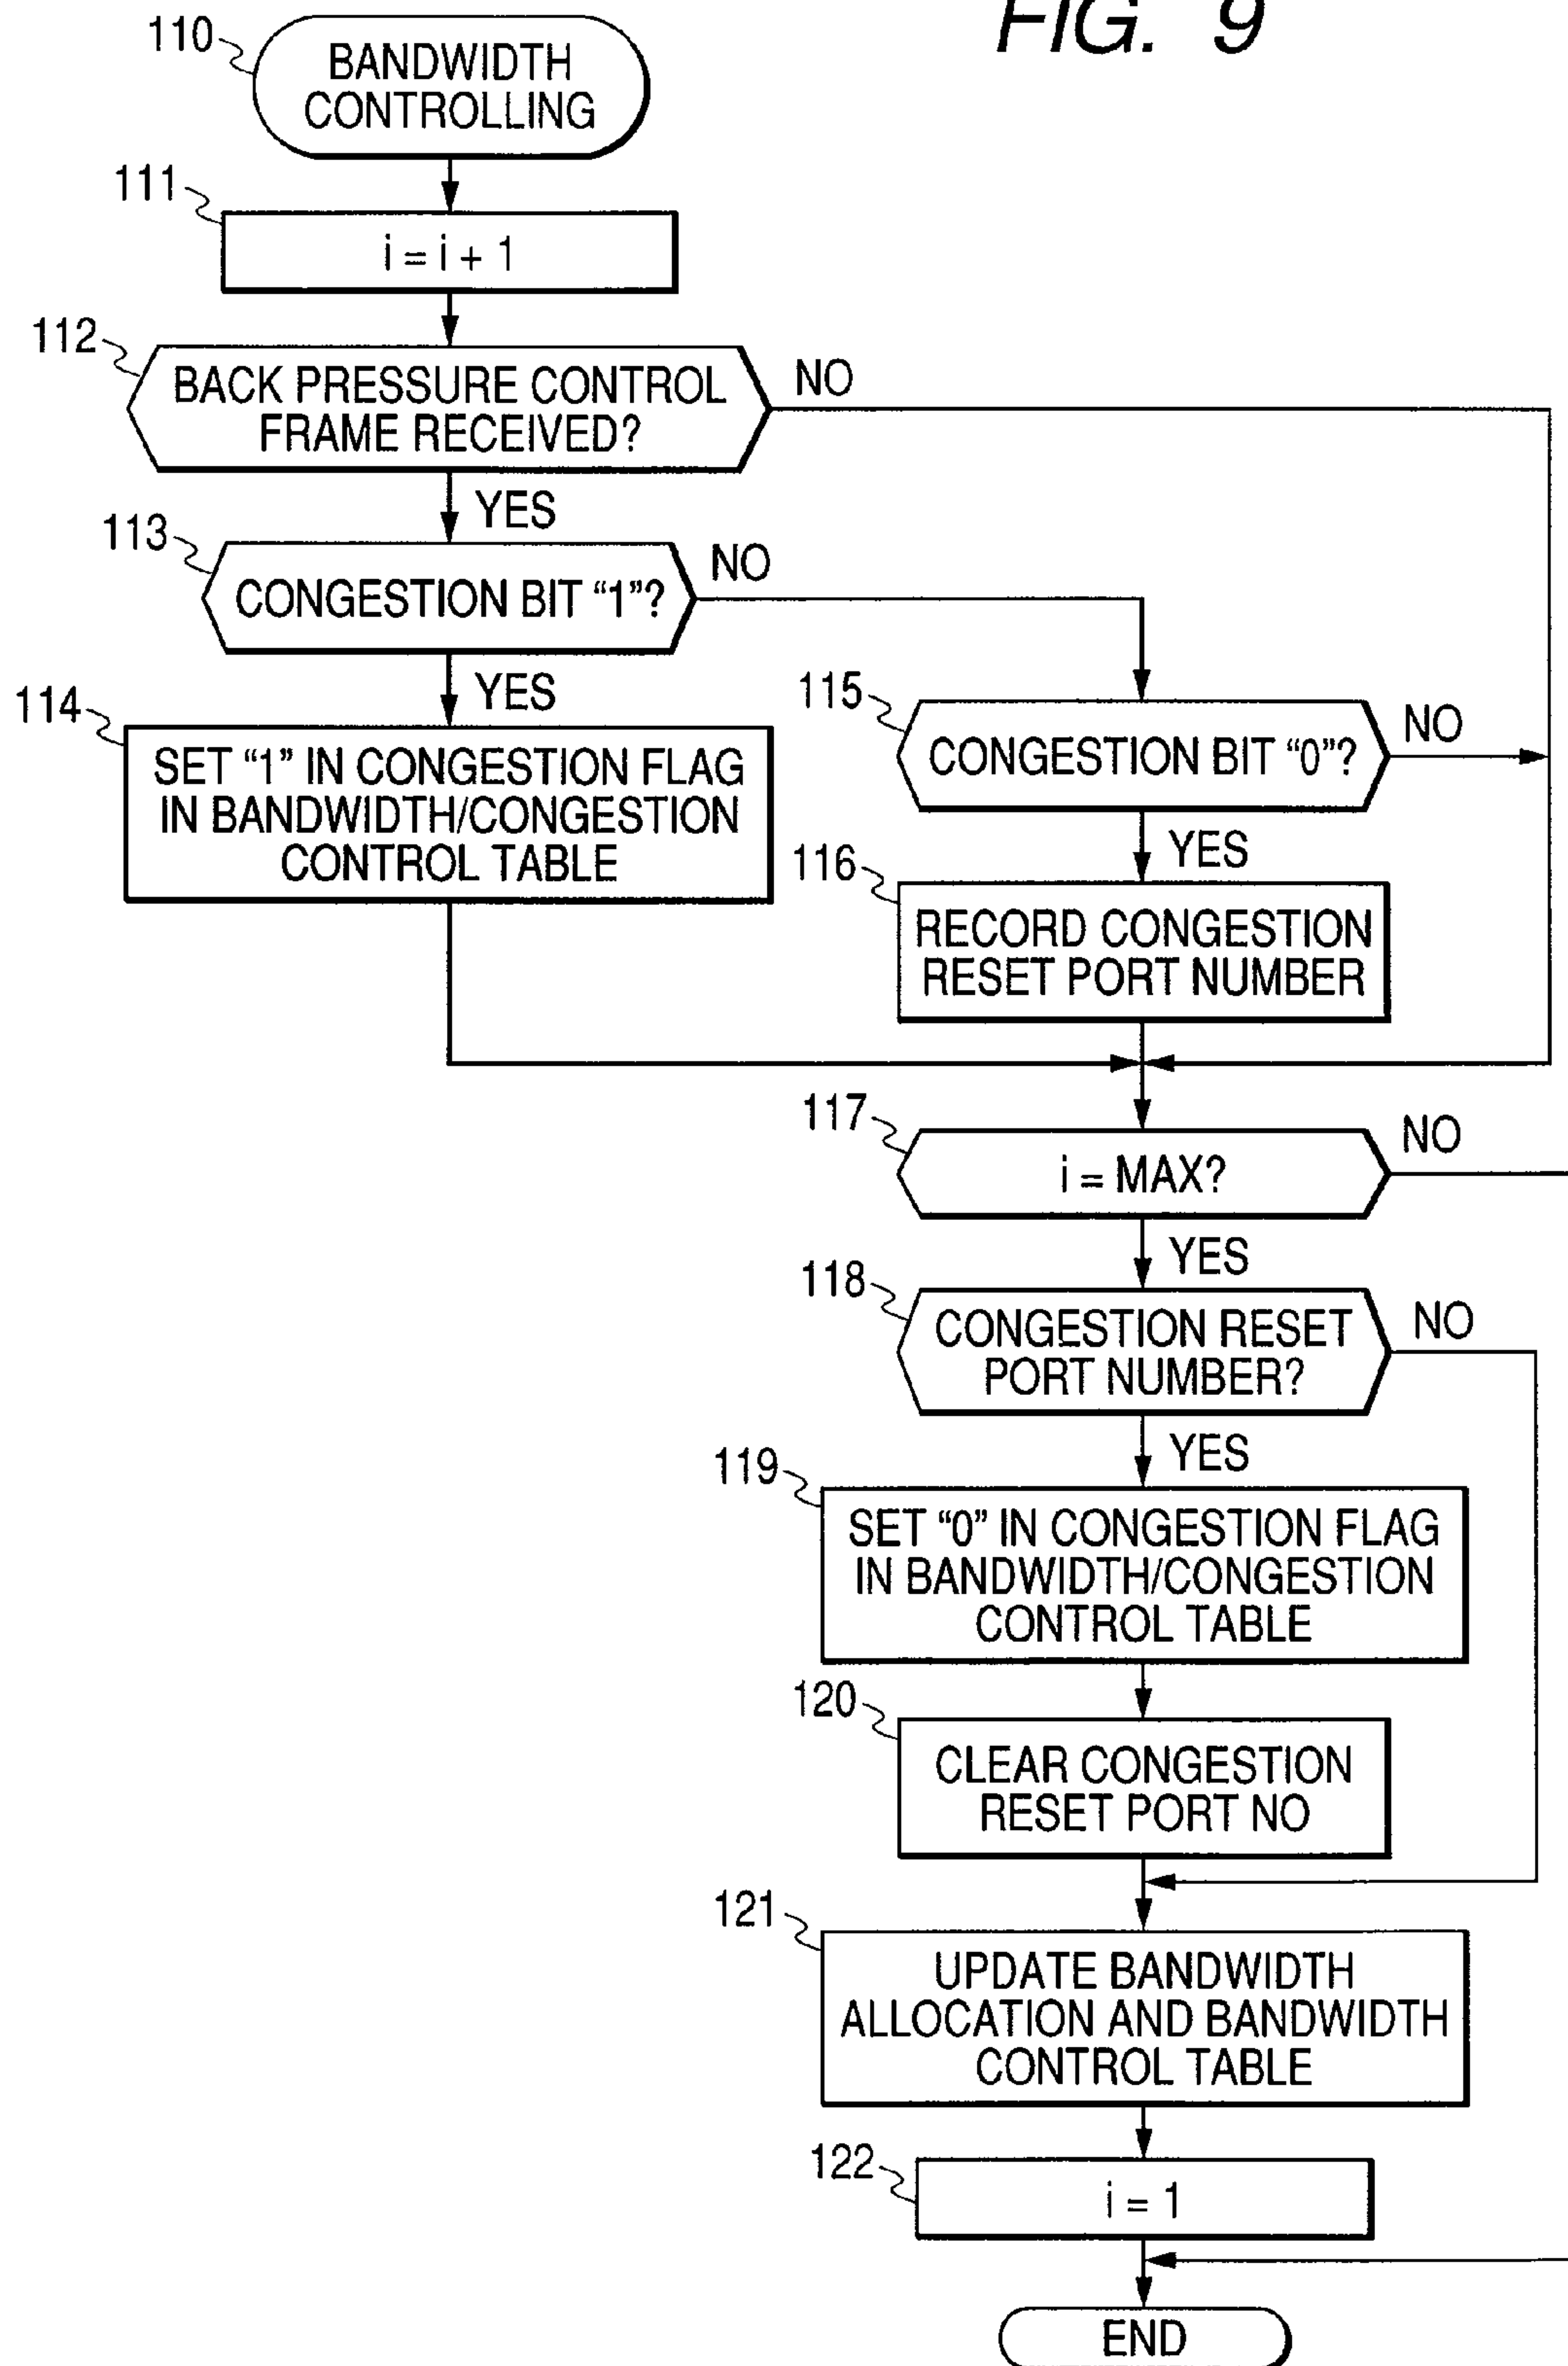 FIG. 9
110
BANDWIDTH
CONTROLLING
111
i = i + 1
112
BACK PRESSURE CONTROL
FRAME RECEIVED?
NO
YES
113
CONGESTION BIT “1”?
NO
YES
114
SET “1” IN CONGESTION FLAG
IN BANDWIDTH/CONGESTION
CONTROL TABLE
115
CONGESTION BIT “0”?
NO
YES
116
RECORD CONGESTION
RESET PORT NUMBER
117
i = MAX?
NO
YES
118
CONGESTION RESET
PORT NUMBER?
NO
YES
119
SET “0” IN CONGESTION FLAG
IN BANDWIDTH/CONGESTION
CONTROL TABLE
120
CLEAR CONGESTION
RESET PORT NO
121
UPDATE BANDWIDTH
ALLOCATION AND BANDWIDTH
CONTROL TABLE
122
i = 1
END